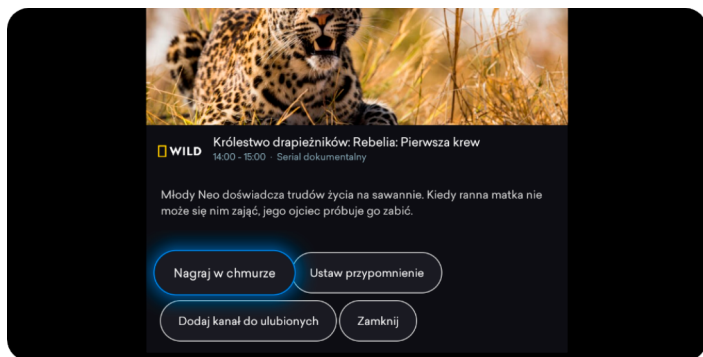 WILD
Królestwo drapieżników: Rebelia: Pierwsza krew
14:00 - 15:00 · Serial dokumentalny
Młody Neo doświadcza trudów życia na sawannie. Kiedy ranna matka nie
może się nim zająć, jego ojciec próbuje go zabić.
Nagraj w chmurze
Ustaw przypomnienie
Dodaj kanał do ulubionych
Zamknij